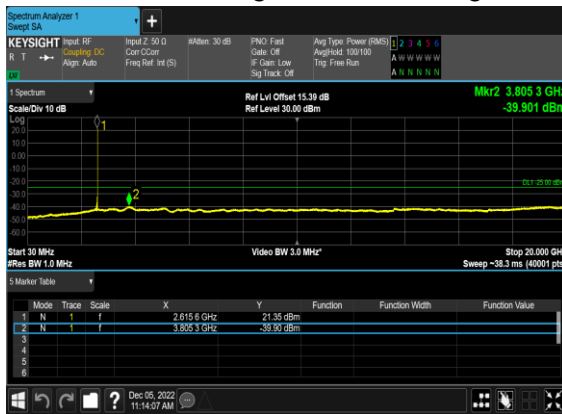 Spectrum Analyzer 1
Swept SA
+
KEYSIGHT Input: RF Input Z: 50 Ω #Atten: 30 dB PNO: Fast Avg Type: Power (RMS) 1 2 3 4 5 6
R T Coupling: DC Corr CCorr Gate: Off Avg|Hold: 100/100 A W W W W W
Align: Auto Freq Ref: Int (S) IF Gain: Low Trig: Free Run
Sig Track: Off A N N N N N
LXI
1 Spectrum Ref Lvl Offset 15.39 dB Mkr2 3.805 3 GHz
Scale/Div 10 dB Ref Level 30.00 dBm -39.901 dBm
Log
20.0 1
10.0
0.00
-10.0
-20.0 DL1 -25.00 dBm
-30.0
-40.0 2
-50.0
-60.0
Start 30 MHz Video BW 3.0 MHz* Stop 20.000 GH
#Res BW 1.0 MHz Sweep ~38.3 ms (40001 pts
5 Marker Table
Mode Trace Scale X Y Function Function Width Function Value
1 N 1 f 2.615 6 GHz 21.35 dBm
2 N 1 f 3.805 3 GHz -39.90 dBm
3
4
5
6
? Dec 05, 2022
11:14:07 AM